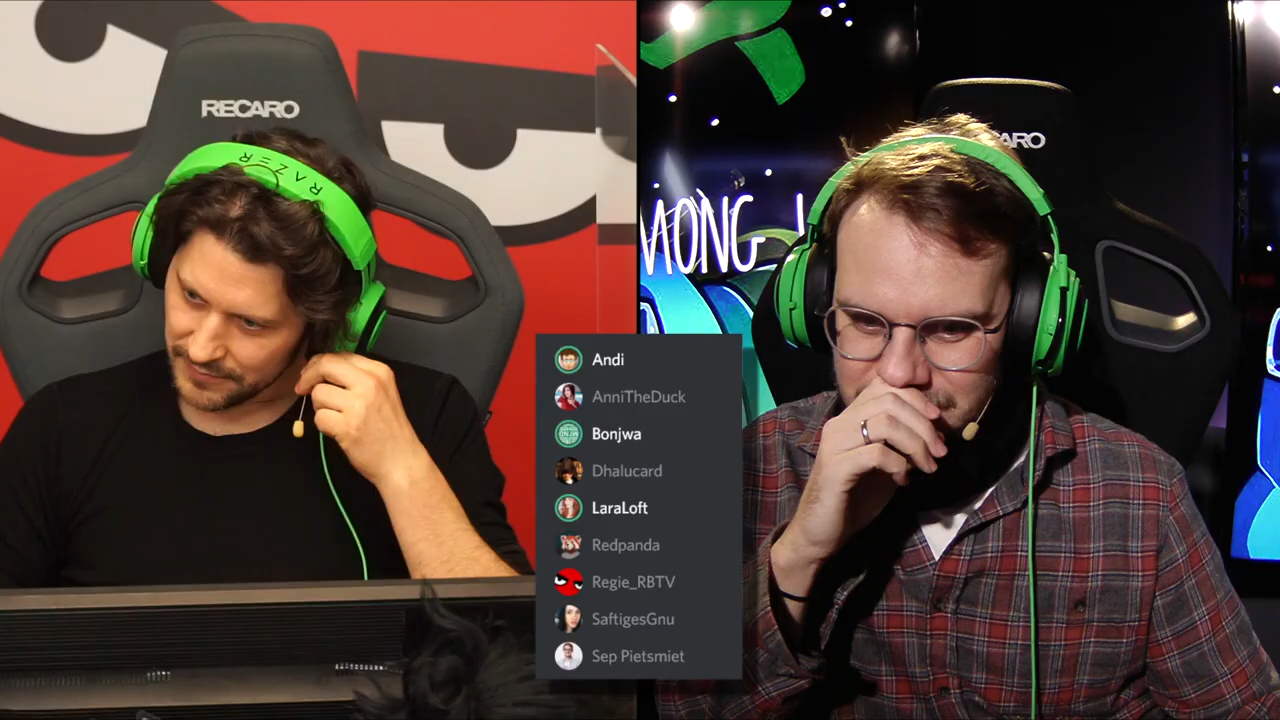 RECARO
RAZER
ARO
MONG
Andi
AnniTheDuck
Bonjwa
Dhalucard
LaraLoft
Redpanda
Regie_RBTV
SaftigesGnu
Sep Pietsmiet